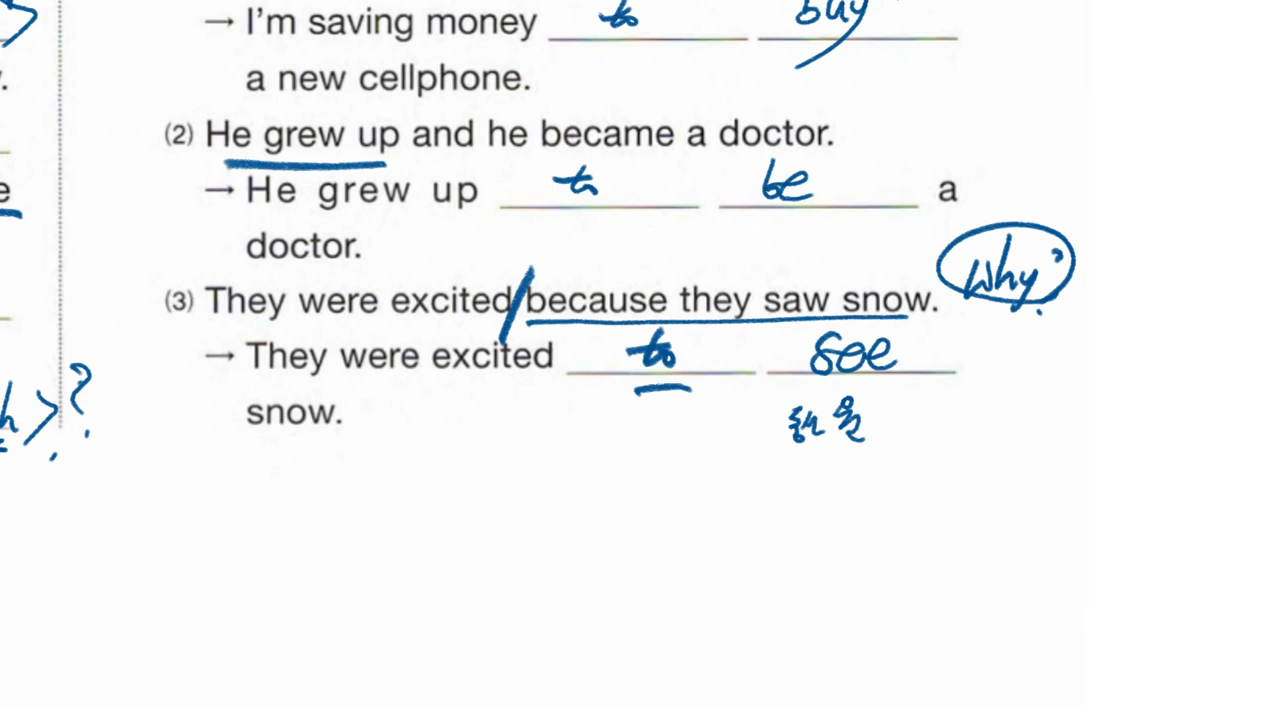 → I'm saving money to buy
a new cellphone.
(2) He grew up and he became a doctor.
→ He grew up to be a
doctor.
(3) They were excited / because they saw snow. Why?
→ They were excited to see
snow.